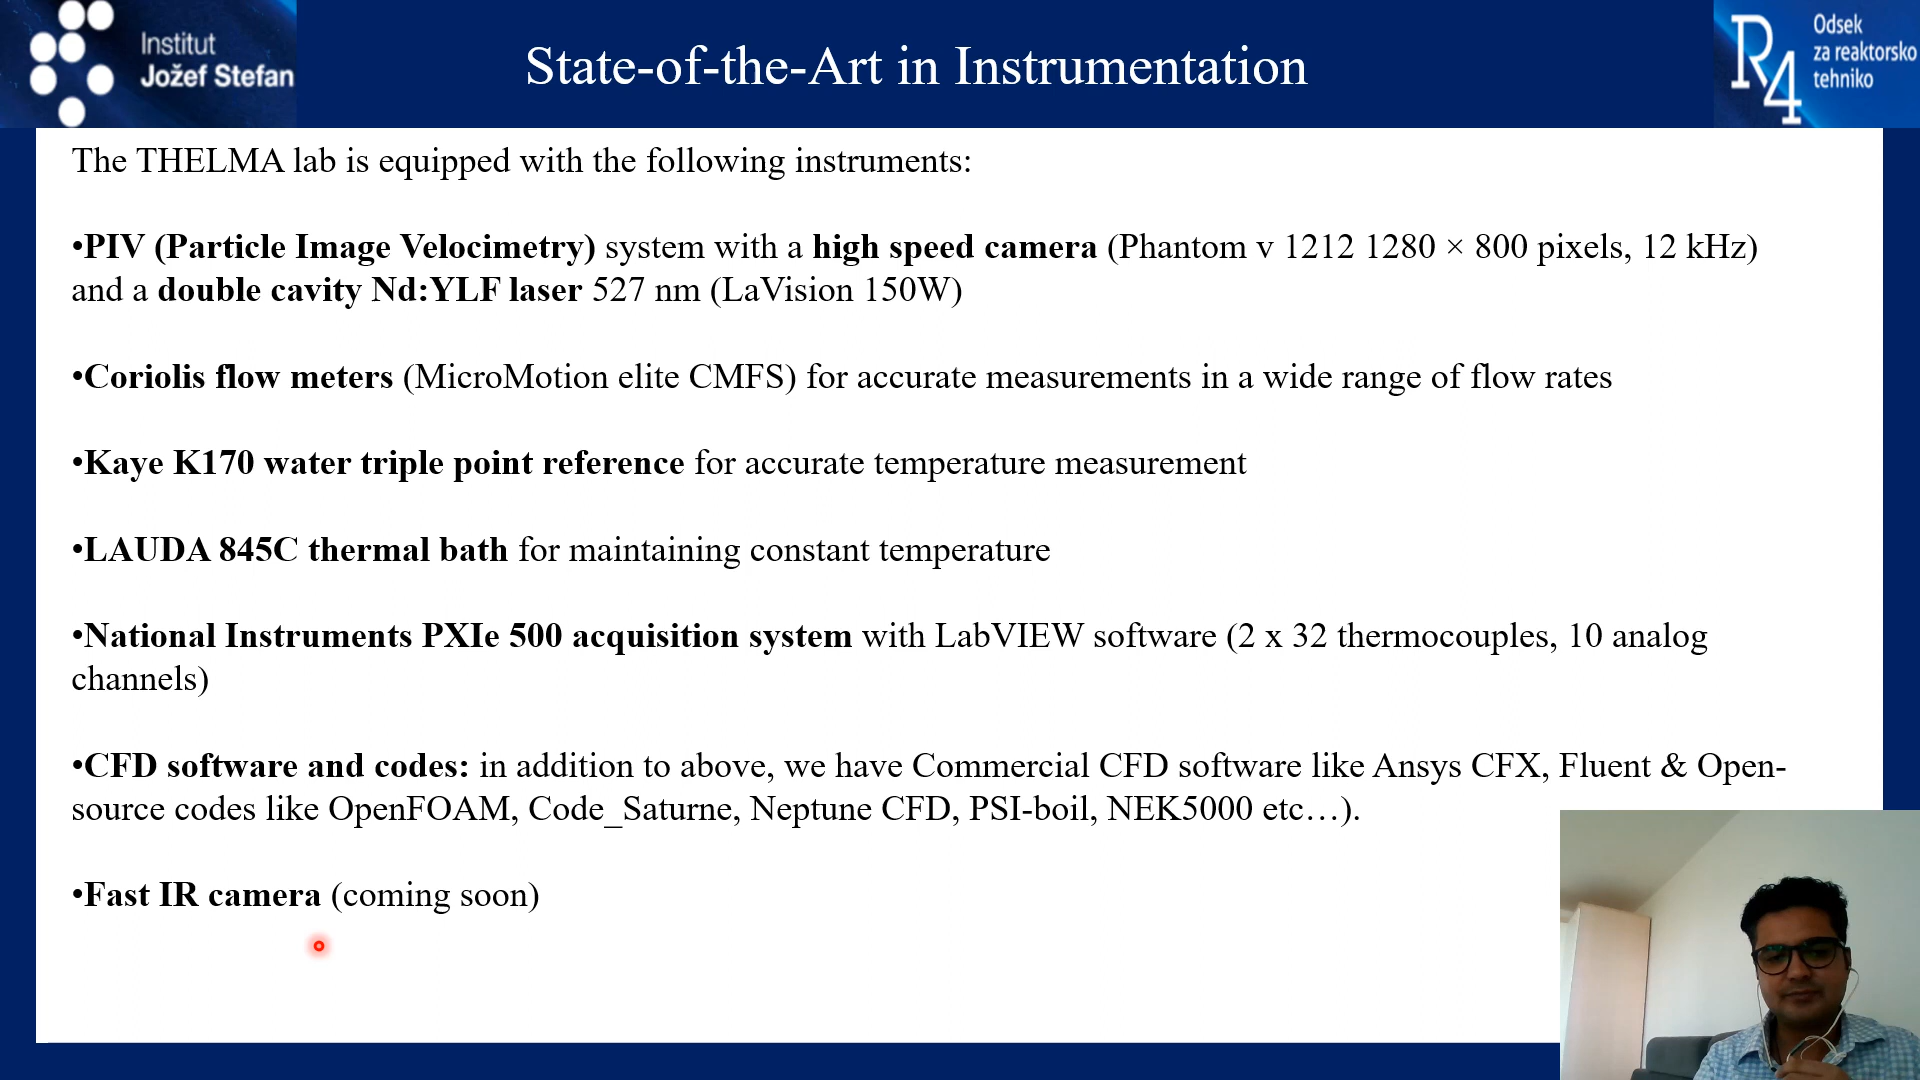 Institut
Jožef Stefan
State-of-the-Art in Instrumentation
R4
Odsek
za reaktorsko
tehniko
The THELMA lab is equipped with the following instruments:
•PIV (Particle Image Velocimetry) system with a high speed camera (Phantom v 1212 1280 × 800 pixels, 12 kHz)
and a double cavity Nd:YLF laser 527 nm (LaVision 150W)
•Coriolis flow meters (MicroMotion elite CMFS) for accurate measurements in a wide range of flow rates
•Kaye K170 water triple point reference for accurate temperature measurement
•LAUDA 845C thermal bath for maintaining constant temperature
•National Instruments PXIe 500 acquisition system with LabVIEW software (2 x 32 thermocouples, 10 analog
channels)
•CFD software and codes: in addition to above, we have Commercial CFD software like Ansys CFX, Fluent & Open-
source codes like OpenFOAM, Code_Saturne, Neptune CFD, PSI-boil, NEK5000 etc…).
•Fast IR camera (coming soon)